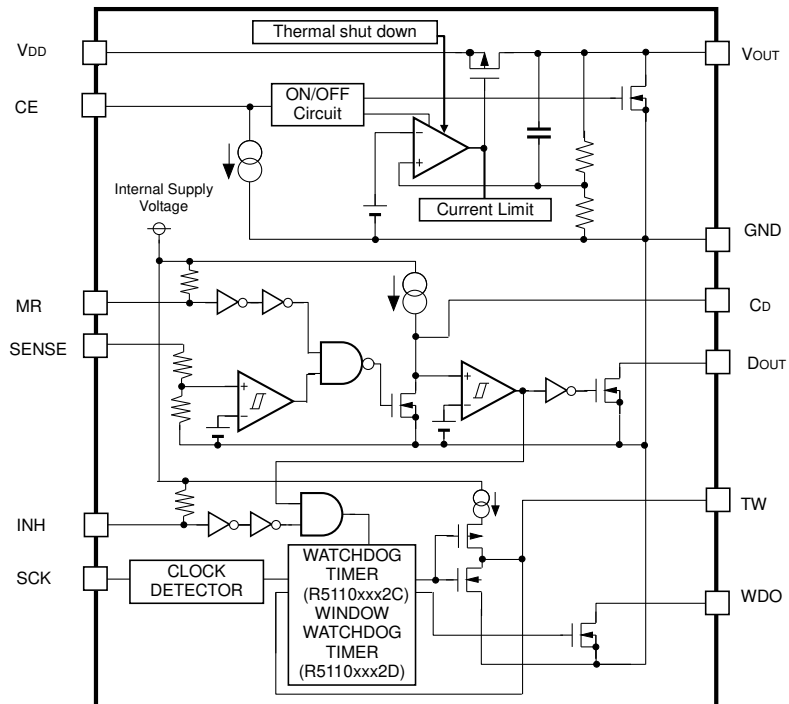 Thermal shut down
VDD
VOUT
CE
ON/OFF
Circuit
−
+
Internal Supply
Voltage
Current Limit
GND
MR
CD
SENSE
DOUT
+
−
+
−
INH
TW
SCK
CLOCK
DETECTOR
WATCHDOG
TIMER
(R5110xxx2C)
WINDOW
WATCHDOG
TIMER
(R5110xxx2D)
WDO